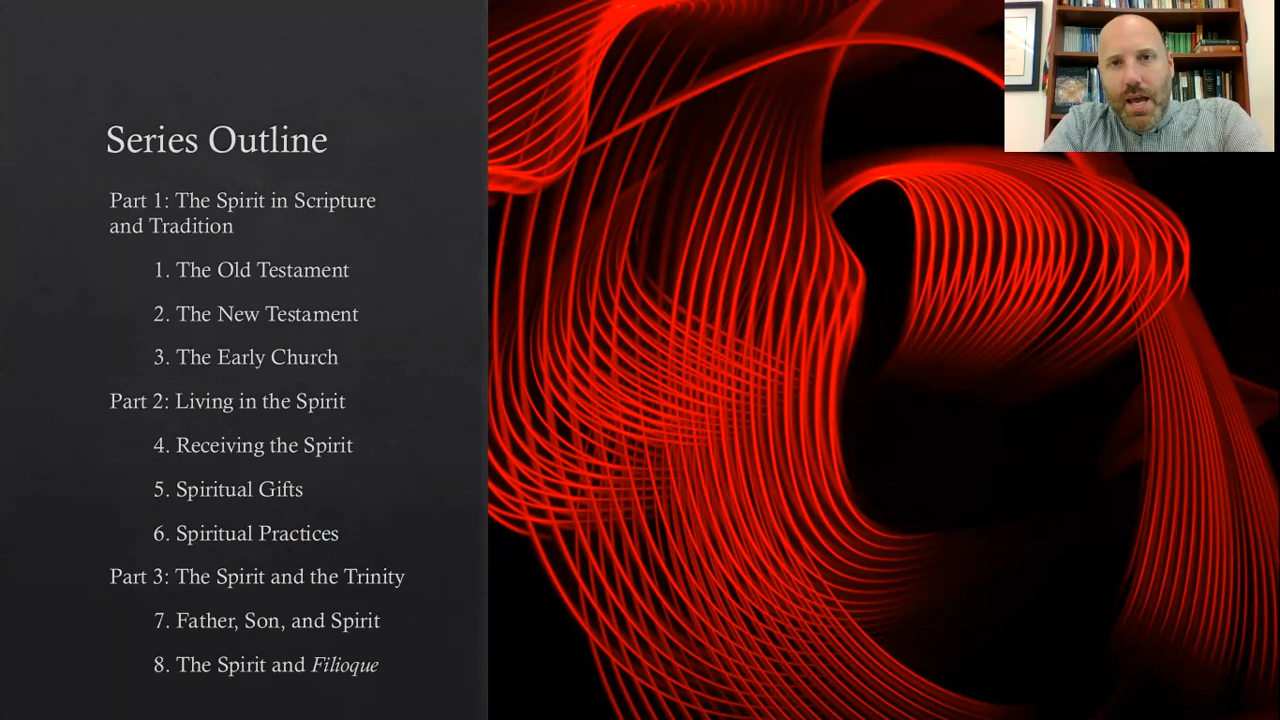 Series Outline
Part 1: The Spirit in Scripture
and Tradition
1. The Old Testament
2. The New Testament
3. The Early Church
Part 2: Living in the Spirit
4. Receiving the Spirit
5. Spiritual Gifts
6. Spiritual Practices
Part 3: The Spirit and the Trinity
7. Father, Son, and Spirit
8. The Spirit and Filioque